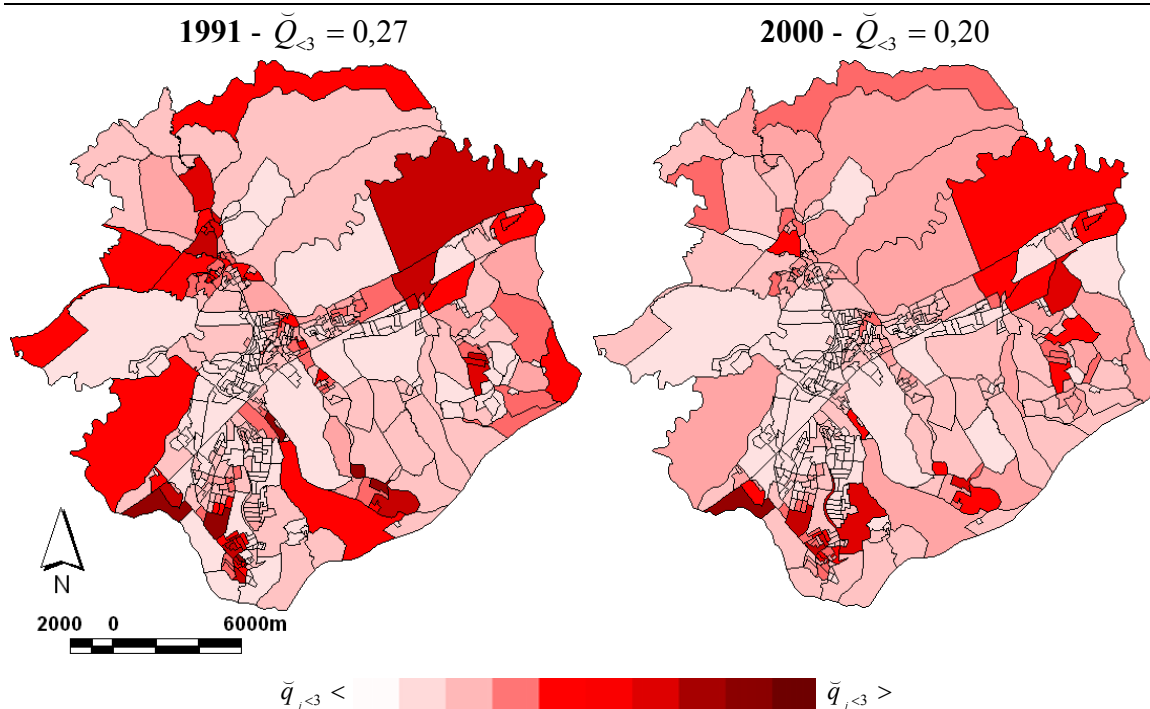 1991 - Q̆<3 = 0,27
2000 - Q̆<3 = 0,20
N
2000 0 6000m
q̆ j<3 < q̆ j<3 >